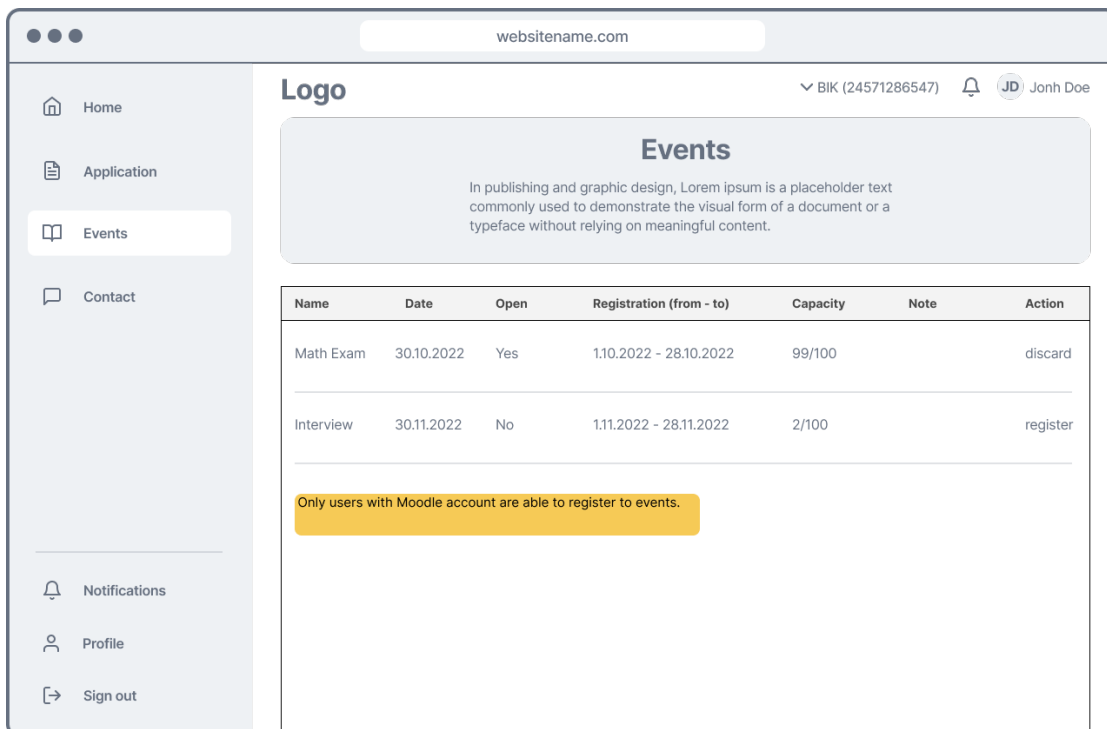 websitename.com
Logo
BIK (24571286547)
JD
Jonh Doe
Home
Application
Events
Contact
Notifications
Profile
Sign out
Events
In publishing and graphic design, Lorem ipsum is a placeholder text
commonly used to demonstrate the visual form of a document or a
typeface without relying on meaningful content.
Name Date Open Registration (from - to) Capacity Note Action
Math Exam 30.10.2022 Yes 1.10.2022 - 28.10.2022 99/100 discard
Interview 30.11.2022 No 1.11.2022 - 28.11.2022 2/100 register
Only users with Moodle account are able to register to events.